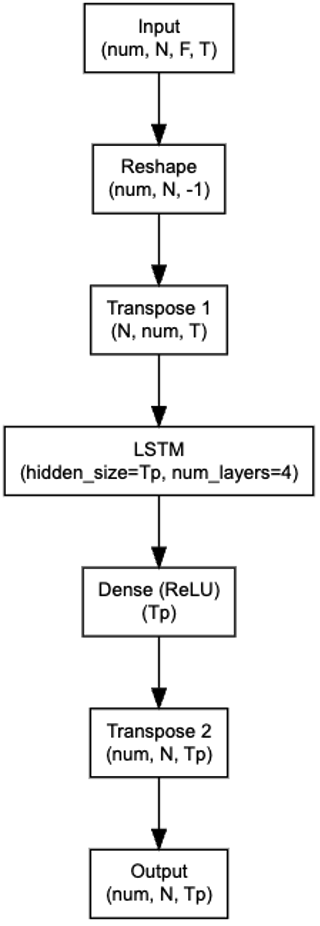 Input
(num, N, F, T)
Reshape
(num, N, -1)
Transpose 1
(N, num, T)
LSTM
(hidden_size=Tp, num_layers=4)
Dense (ReLU)
(Tp)
Transpose 2
(num, N, Tp)
Output
(num, N, Tp)